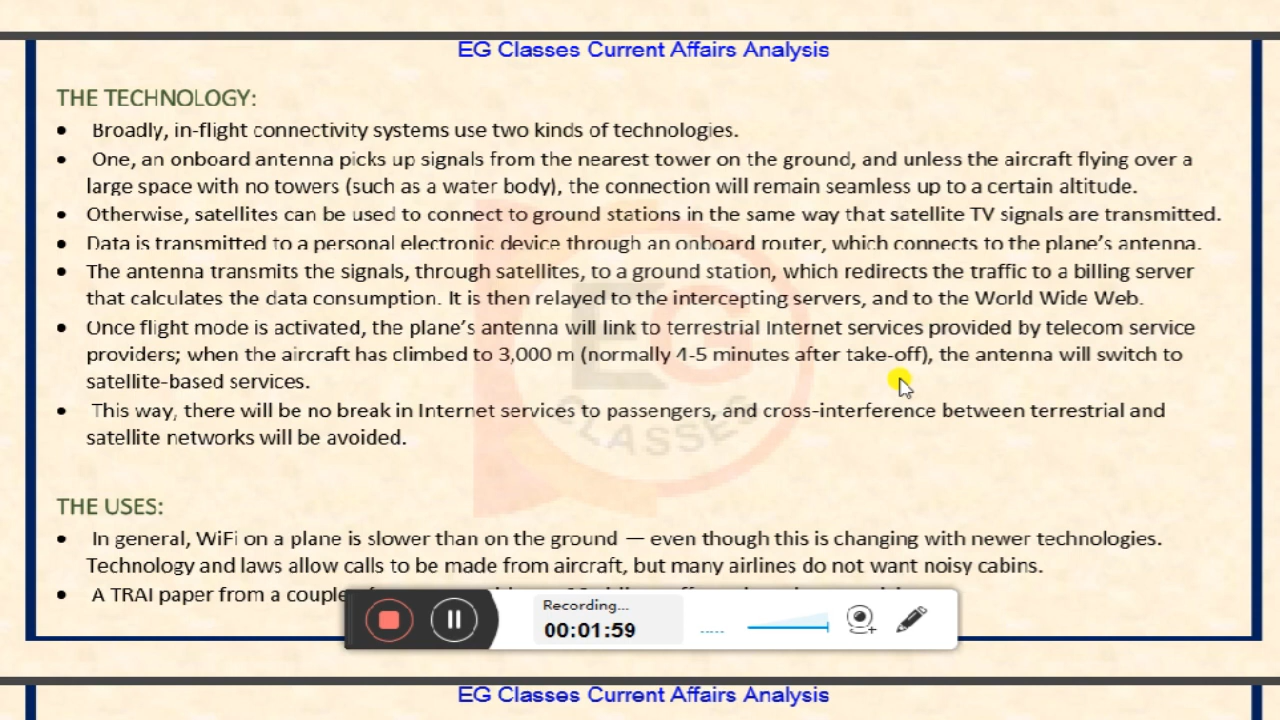 EG Classes Current Affairs Analysis
THE TECHNOLOGY:
• Broadly, in-flight connectivity systems use two kinds of technologies.
• One, an onboard antenna picks up signals from the nearest tower on the ground, and unless the aircraft flying over a
large space with no towers (such as a water body), the connection will remain seamless up to a certain altitude.
• Otherwise, satellites can be used to connect to ground stations in the same way that satellite TV signals are transmitted.
• Data is transmitted to a personal electronic device through an onboard router, which connects to the plane's antenna.
• The antenna transmits the signals, through satellites, to a ground station, which redirects the traffic to a billing server
that calculates the data consumption. It is then relayed to the intercepting servers, and to the World Wide Web.
• Once flight mode is activated, the plane's antenna will link to terrestrial Internet services provided by telecom service
providers; when the aircraft has climbed to 3,000 m (normally 4-5 minutes after take-off), the antenna will switch to
satellite-based services.
• This way, there will be no break in Internet services to passengers, and cross-interference between terrestrial and
satellite networks will be avoided.
EG
CLASSES
THE USES:
• In general, WiFi on a plane is slower than on the ground — even though this is changing with newer technologies.
Technology and laws allow calls to be made from aircraft, but many airlines do not want noisy cabins.
• A TRAI paper from a couple
Recording...
00:01:59
EG Classes Current Affairs Analysis